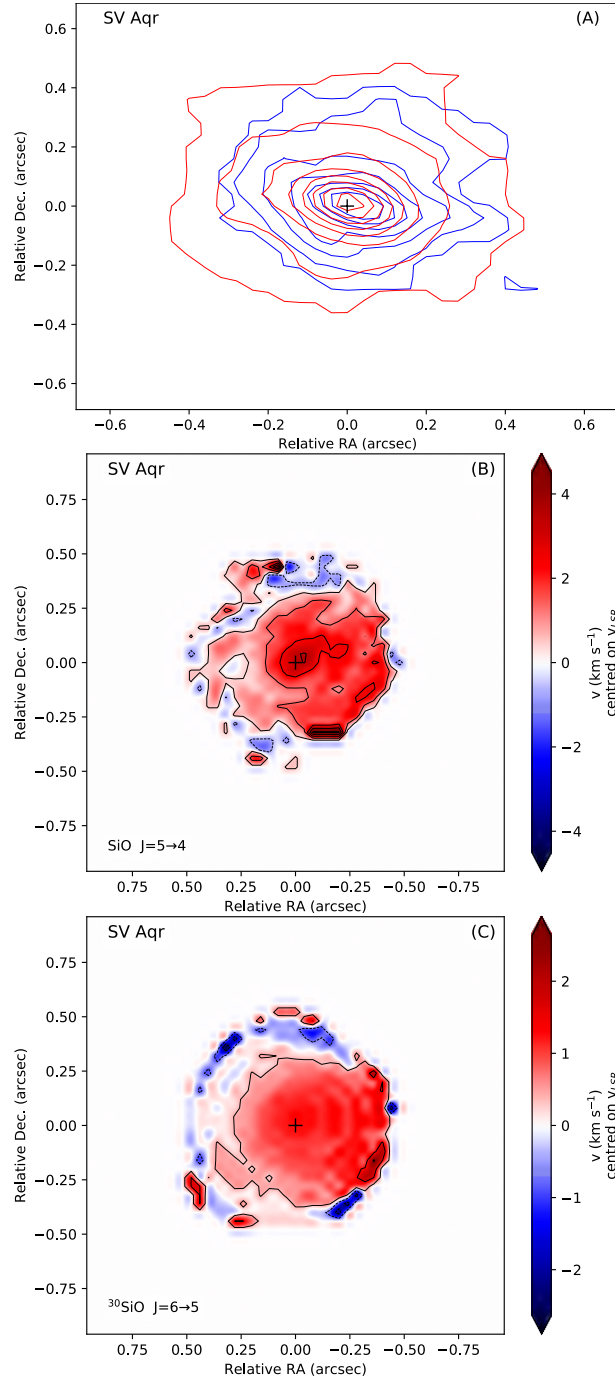 SV Aqr (A)
0.6
0.4
0.2
0.0
−0.2
−0.4
−0.6
Relative Dec. (arcsec)
−0.6 −0.4 −0.2 0.0 0.2 0.4 0.6
Relative RA (arcsec)
SV Aqr (B)
0.75
0.50
0.25
0.00
−0.25
−0.50
−0.75
Relative Dec. (arcsec)
SiO J=5→4
0.75 0.50 0.25 0.00 −0.25 −0.50 −0.75
Relative RA (arcsec)
4
2
0
−2
−4
v (km s⁻¹)
centred on v_LSR
SV Aqr (C)
0.75
0.50
0.25
0.00
−0.25
−0.50
−0.75
Relative Dec. (arcsec)
³⁰SiO J=6→5
0.75 0.50 0.25 0.00 −0.25 −0.50 −0.75
Relative RA (arcsec)
2
1
0
−1
−2
v (km s⁻¹)
centred on v_LSR